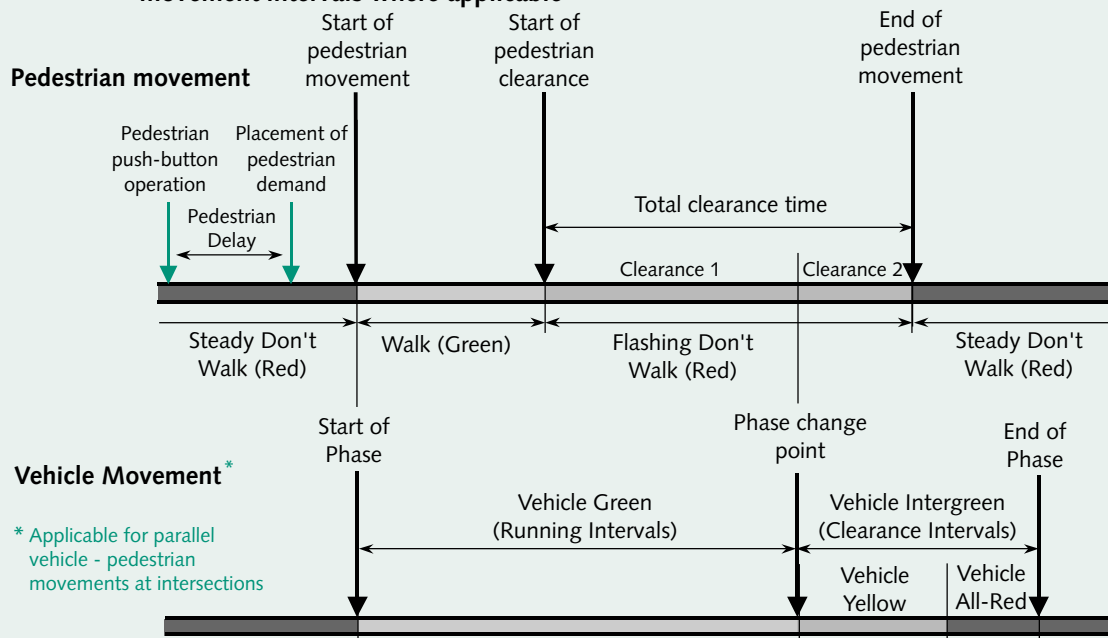 movement intervals where applicable
Start of
pedestrian
movement
Start of
pedestrian
clearance
End of
pedestrian
movement
Pedestrian movement
Pedestrian
push-button
operation
Placement of
pedestrian
demand
Pedestrian
Delay
Total clearance time
Clearance 1
Clearance 2
Steady Don't
Walk (Red)
Walk (Green)
Flashing Don't
Walk (Red)
Steady Don't
Walk (Red)
Start of
Phase
Phase change
point
End of
Phase
Vehicle Movement*
* Applicable for parallel
vehicle - pedestrian
movements at intersections
Vehicle Green
(Running Intervals)
Vehicle Intergreen
(Clearance Intervals)
Vehicle
Yellow
Vehicle
All-Red